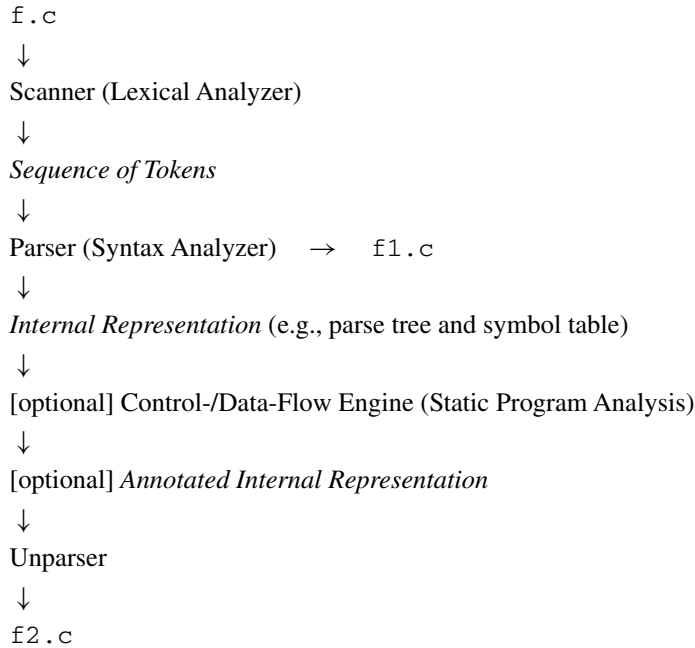 f.c
↓
Scanner (Lexical Analyzer)
↓
Sequence of Tokens
↓
Parser (Syntax Analyzer) → f1.c
↓
Internal Representation (e.g., parse tree and symbol table)
↓
[optional] Control-/Data-Flow Engine (Static Program Analysis)
↓
[optional] Annotated Internal Representation
↓
Unparser
↓
f2.c